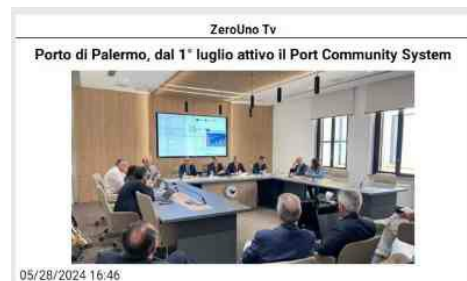 ZeroUno Tv
Porto di Palermo, dal 1° luglio attivo il Port Community System
05/28/2024 16:46